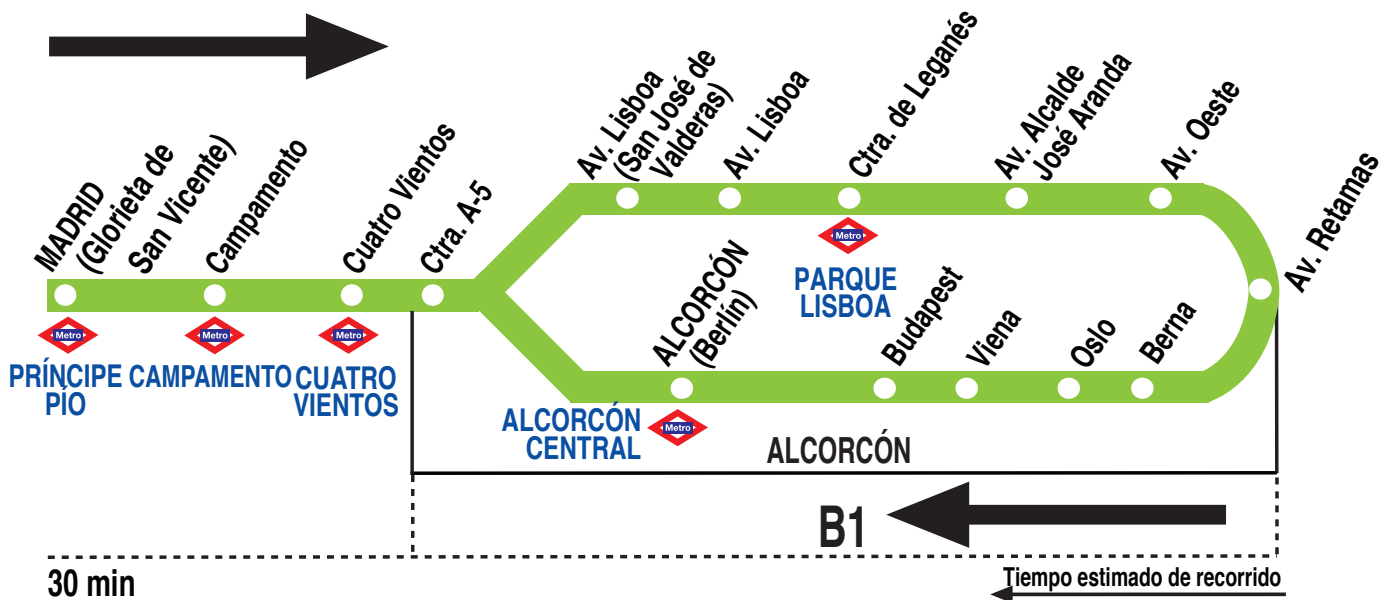 MADRID
(Glorieta de
San Vicente)
Campamento
Cuatro Vientos
Ctra. A-5
Av. Lisboa
(San José de
Valderas)
Av. Lisboa
Ctra. de Leganés
Av. Alcalde
José Aranda
Av. Oeste
Av. Retamas
Metro
PRÍNCIPE
PÍO
Metro
CAMPAMENTO
Metro
CUATRO
VIENTOS
Metro
PARQUE
LISBOA
ALCORCÓN
(Berlín)
Budapest
Viena
Oslo
Berna
Metro
ALCORCÓN
CENTRAL
ALCORCÓN
B1
30 min
Tiempo estimado de recorrido